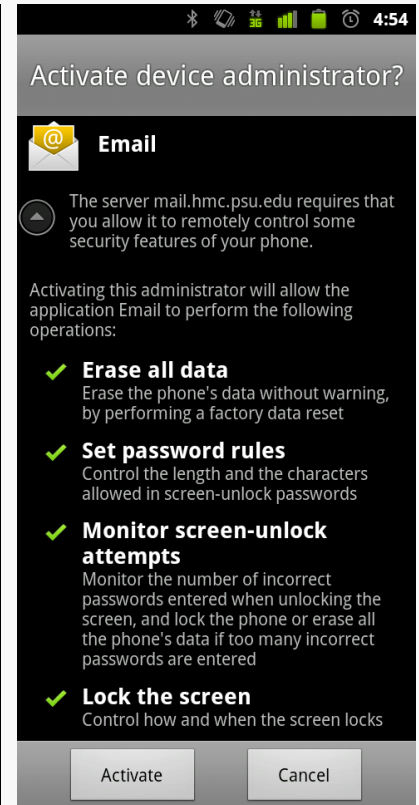 3G 4:54
Activate device administrator?
@
Email
The server mail.hmc.psu.edu requires that
you allow it to remotely control some
security features of your phone.
Activating this administrator will allow the
application Email to perform the following
operations:
Erase all data
Erase the phone's data without warning,
by performing a factory data reset
Set password rules
Control the length and the characters
allowed in screen-unlock passwords
Monitor screen-unlock
attempts
Monitor the number of incorrect
passwords entered when unlocking the
screen, and lock the phone or erase all
the phone's data if too many incorrect
passwords are entered
Lock the screen
Control how and when the screen locks
Activate Cancel